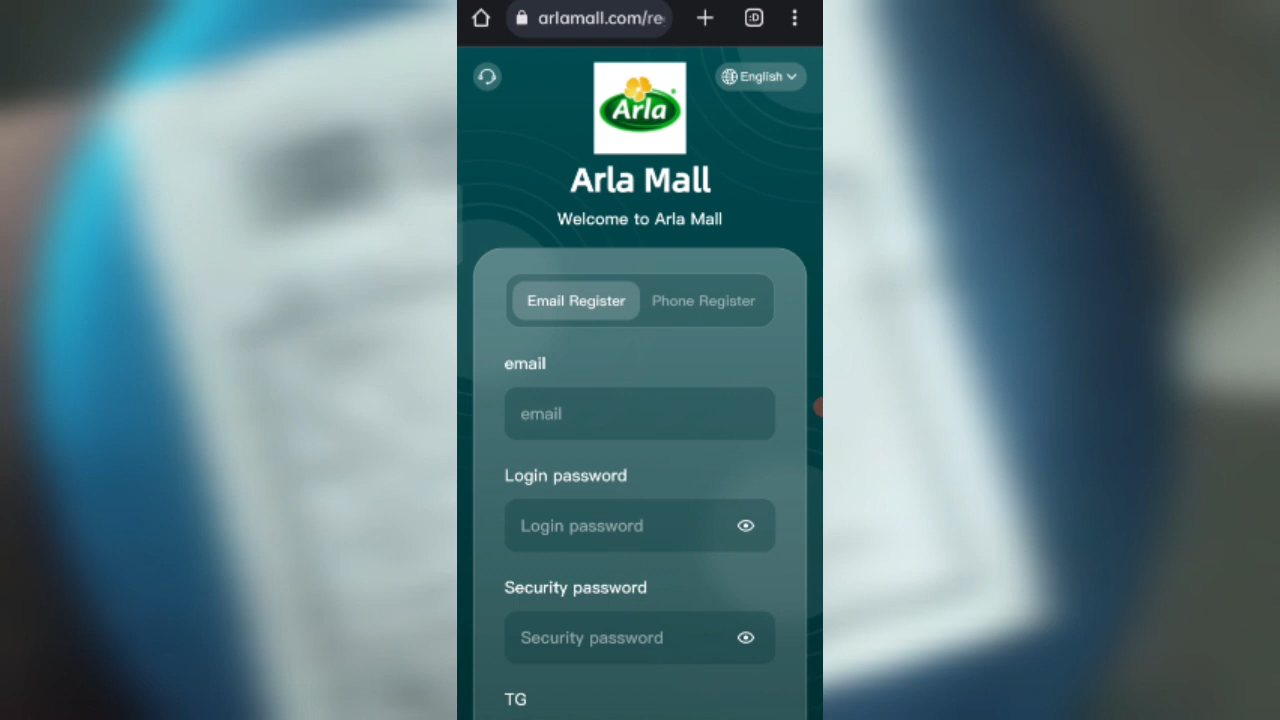 arlamall.com/re
:D
English
Arla
Arla Mall
Welcome to Arla Mall
Email Register
Phone Register
email
email
Login password
Login password
Security password
Security password
TG